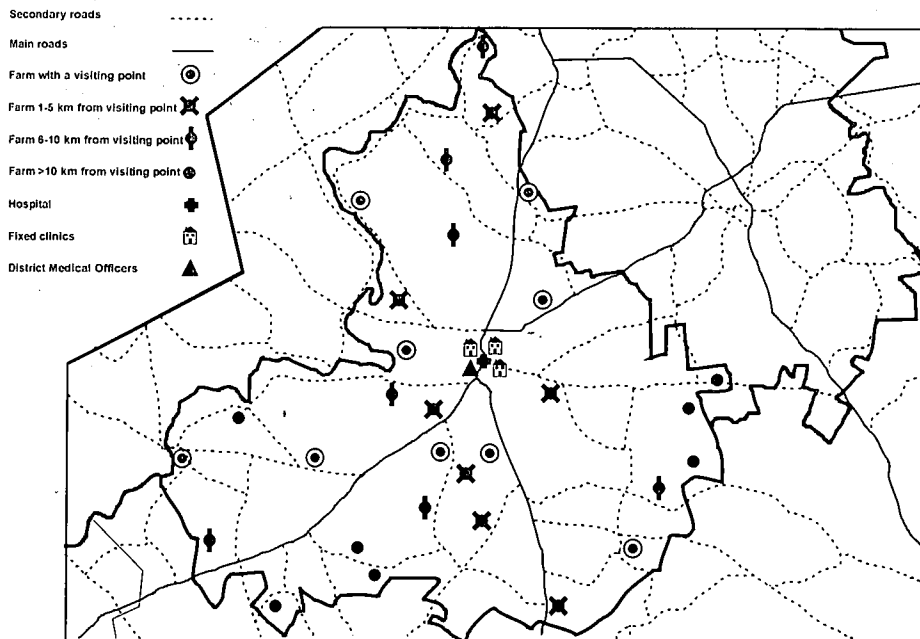 Secondary roads
Main roads
Farm with a visiting point
Farm 1-5 km from visiting point
Farm 6-10 km from visiting point
Farm >10 km from visiting point
Hospital
Fixed clinics
District Medical Officers